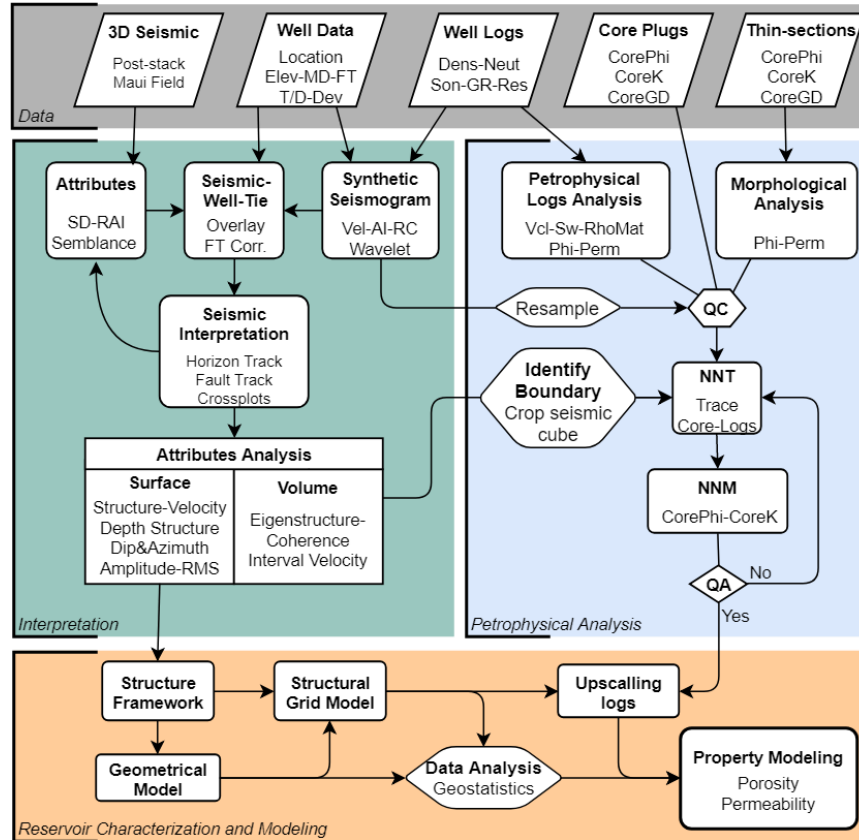 3D Seismic
Post-stack
Maui Field
Well Data
Location
Elev-MD-FT
T/D-Dev
Well Logs
Dens-Neut
Son-GR-Res
Core Plugs
CorePhi
CoreK
CoreGD
Thin-sections
CorePhi
CoreK
CoreGD
Data
Attributes
SD-RAI
Semblance
Seismic-
Well-Tie
Overlay
FT Corr.
Synthetic
Seismogram
Vel-AI-RC
Wavelet
Petrophysical
Logs Analysis
Vcl-Sw-RhoMat
Phi-Perm
Morphological
Analysis
Phi-Perm
Resample
QC
Seismic
Interpretation
Horizon Track
Fault Track
Crossplots
Identify
Boundary
Crop seismic
cube
NNT
Trace
Core-Logs
Attributes Analysis
Surface
Structure-Velocity
Depth Structure
Dip&Azimuth
Amplitude-RMS
Volume
Eigenstructure-
Coherence
Interval Velocity
NNM
CorePhi-CoreK
QA
No
Yes
Interpretation
Petrophysical Analysis
Structure
Framework
Structural
Grid Model
Upscalling
logs
Geometrical
Model
Data Analysis
Geostatistics
Property Modeling
Porosity
Permeability
Reservoir Characterization and Modeling